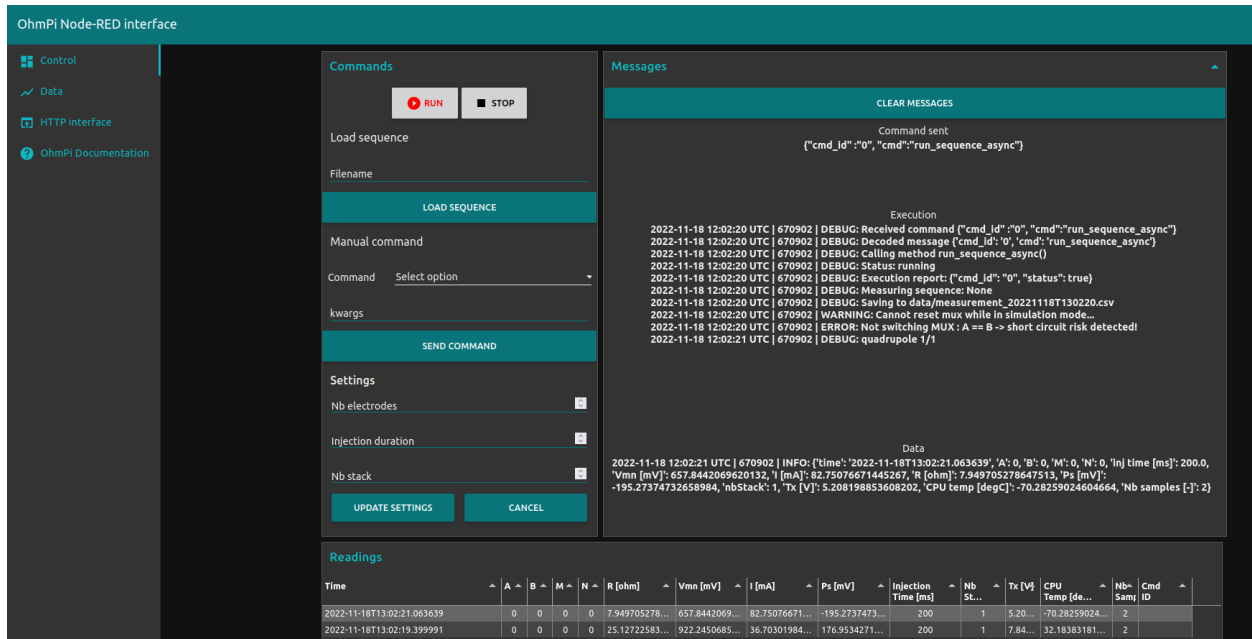 OhmPi Node-RED interface
Control
Data
HTTP interface
OhmPi Documentation
Commands
RUN
STOP
Load sequence
Filename
LOAD SEQUENCE
Manual command
Command Select option
kwargs
SEND COMMAND
Settings
Nb electrodes
Injection duration
Nb stack
UPDATE SETTINGS CANCEL
Messages
CLEAR MESSAGES
Command sent
{"cmd_id" :"0", "cmd":"run_sequence_async"}
Execution
2022-11-18 12:02:20 UTC | 670902 | DEBUG: Received command {"cmd_id" :"0", "cmd":"run_sequence_async"}
2022-11-18 12:02:20 UTC | 670902 | DEBUG: Decoded message {'cmd_id': '0', 'cmd': 'run_sequence_async'}
2022-11-18 12:02:20 UTC | 670902 | DEBUG: Calling method run_sequence_async()
2022-11-18 12:02:20 UTC | 670902 | DEBUG: Status: running
2022-11-18 12:02:20 UTC | 670902 | DEBUG: Execution report: {"cmd_id": "0", "status": true}
2022-11-18 12:02:20 UTC | 670902 | DEBUG: Measuring sequence: None
2022-11-18 12:02:20 UTC | 670902 | DEBUG: Saving to data/measurement_20221118T130220.csv
2022-11-18 12:02:20 UTC | 670902 | WARNING: Cannot reset mux while in simulation mode...
2022-11-18 12:02:20 UTC | 670902 | ERROR: Not switching MUX : A == B -> short circuit risk detected!
2022-11-18 12:02:21 UTC | 670902 | DEBUG: quadrupole 1/1
Data
2022-11-18 12:02:21 UTC | 670902 | INFO: {'time': '2022-11-18T13:02:21.063639', 'A': 0, 'B': 0, 'M': 0, 'N': 0, 'inj time [ms]': 200.0,
'Vmn [mV]': 657.8442069620132, 'I [mA]': 82.75076671445267, 'R [ohm]': 7.949705278647513, 'Ps [mV]':
-195.27374732658984, 'nbStack': 1, 'Tx [V]': 5.208198853608202, 'CPU temp [degC]': -70.28259024604664, 'Nb samples [-]': 2}
Readings
Time A B M N R [ohm] Vmn [mV] I [mA] Ps [mV] Injection Time [ms] Nb St... Tx [V] CPU Temp [de... Nb Samp Cmd ID
2022-11-18T13:02:21.063639 0 0 0 0 7.949705278... 657.8442069... 82.75076671... -195.2737473... 200 1 5.20... -70.28259024... 2
2022-11-18T13:02:19.399991 0 0 0 0 25.12722583... 922.2450685... 36.70301984... 176.9534271... 200 1 7.84... 32.18383181... 2